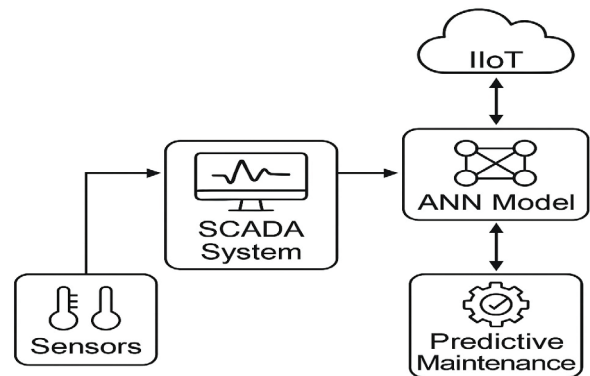 IIoT
ANN Model
SCADA
System
Sensors
Predictive
Maintenance